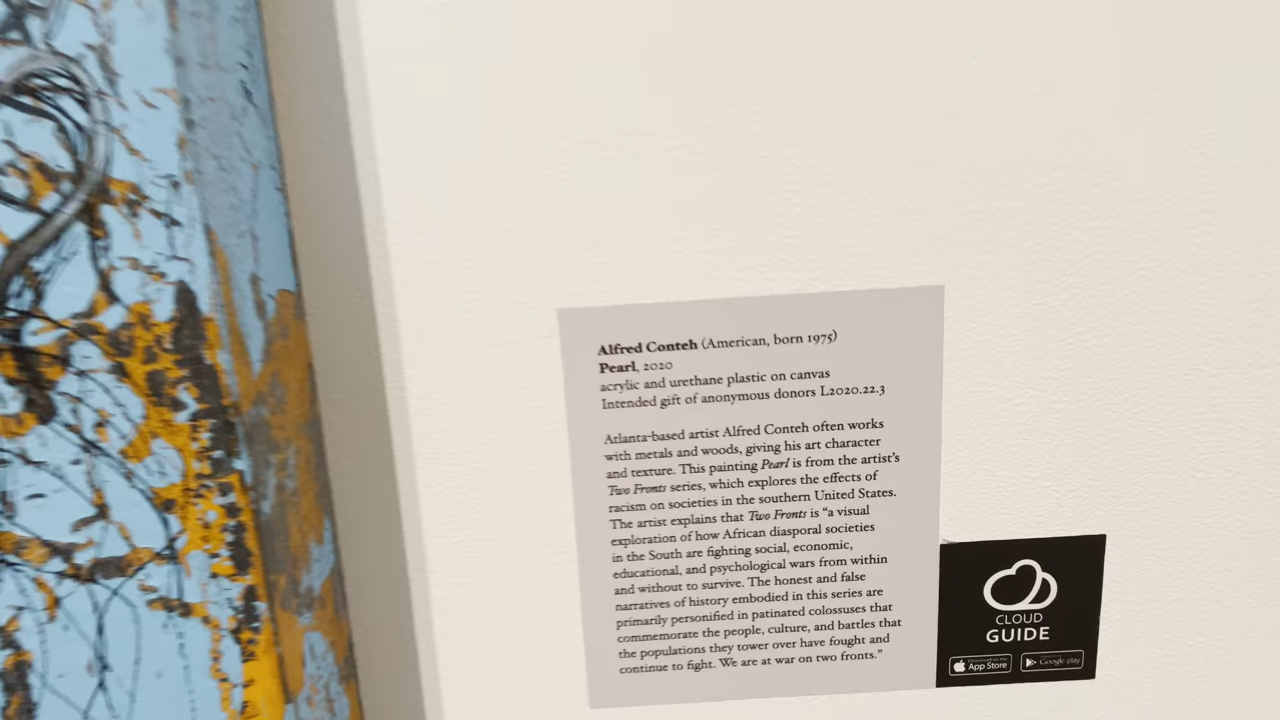 Alfred Conteh (American, born 1975)
Pearl, 2020
acrylic and urethane plastic on canvas
Intended gift of anonymous donors L2020.22.3
Atlanta-based artist Alfred Conteh often works
with metals and woods, giving his art character
and texture. This painting Pearl is from the artist's
Two Fronts series, which explores the effects of
racism on societies in the southern United States.
The artist explains that Two Fronts is “a visual
exploration of how African diasporal societies
in the South are fighting social, economic,
educational, and psychological wars from within
and without to survive. The honest and false
narratives of history embodied in this series are
primarily personified in patinated colossuses that
commemorate the people, culture, and battles that
the populations they tower over have fought and
continue to fight. We are at war on two fronts.”
CLOUD
GUIDE
App Store
Google play